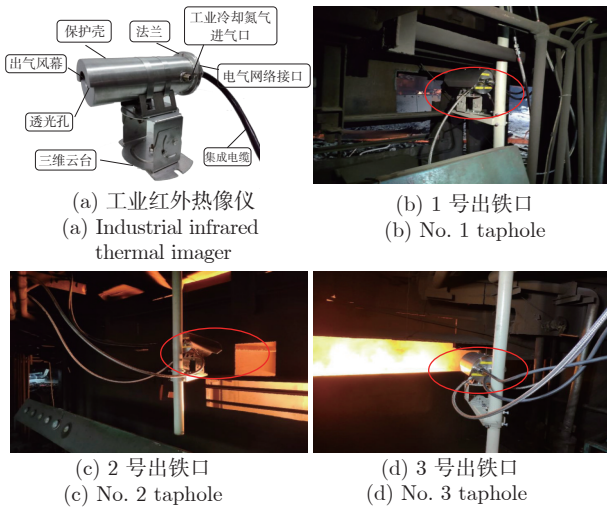 保护壳
法兰
工业冷却氮气
进气口
出气风幕
电气网络接口
透光孔
三维云台
集成电缆
(a) 工业红外热像仪
(a) Industrial infrared
thermal imager
(b) 1 号出铁口
(b) No. 1 taphole
(c) 2 号出铁口
(c) No. 2 taphole
(d) 3 号出铁口
(d) No. 3 taphole